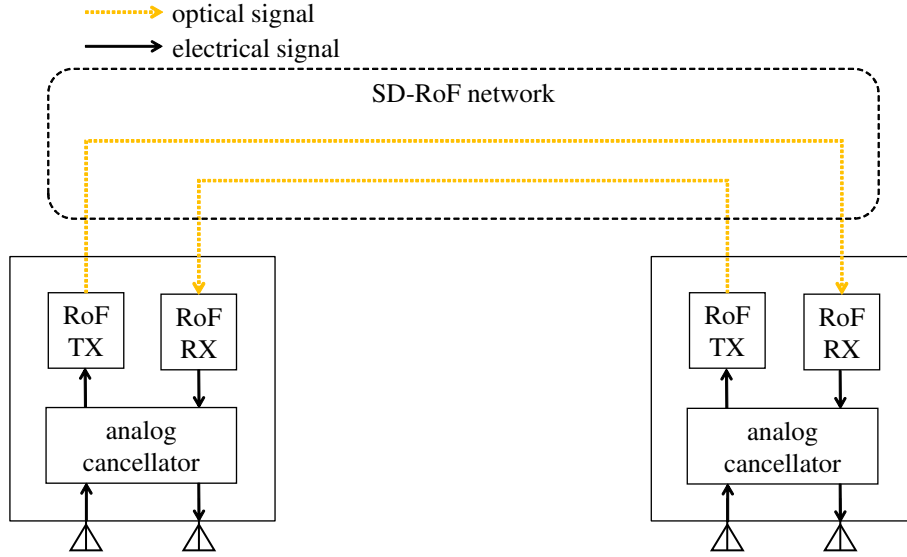 optical signal
electrical signal
SD-RoF network
RoF
TX
RoF
RX
RoF
TX
RoF
RX
analog
cancellator
analog
cancellator